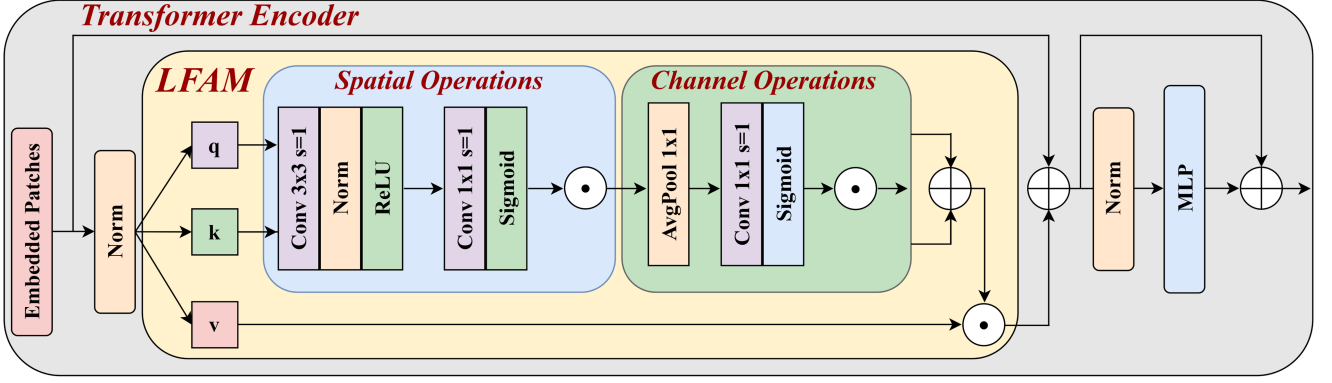 Transformer Encoder
LFAM
Spatial Operations
Channel Operations
Embedded Patches
Norm
q
k
v
Conv 3x3 s=1
Norm
ReLU
Conv 1x1 s=1
Sigmoid
AvgPool 1x1
Conv 1x1 s=1
Sigmoid
Norm
MLP